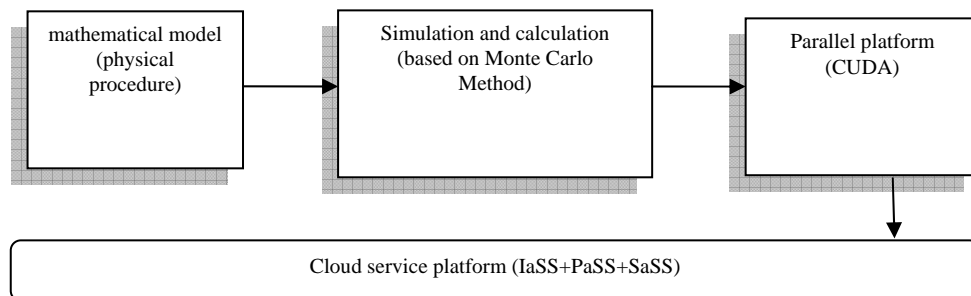 mathematical model
(physical
procedure)
Simulation and calculation
(based on Monte Carlo
Method)
Parallel platform
(CUDA)
Cloud service platform (IaSS+PaSS+SaSS)